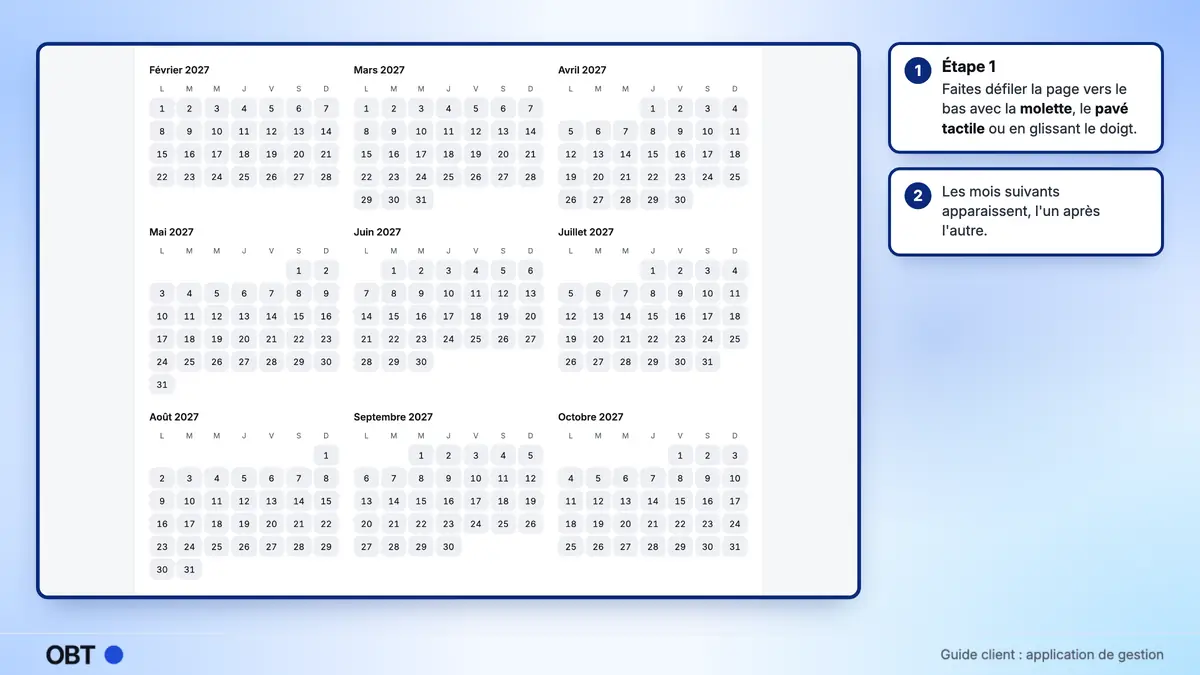 Février 2027
L M M J V S D
1 2 3 4 5 6 7
8 9 10 11 12 13 14
15 16 17 18 19 20 21
22 23 24 25 26 27 28
Mars 2027
L M M J V S D
1 2 3 4 5 6 7
8 9 10 11 12 13 14
15 16 17 18 19 20 21
22 23 24 25 26 27 28
29 30 31
Avril 2027
L M M J V S D
1 2 3 4
5 6 7 8 9 10 11
12 13 14 15 16 17 18
19 20 21 22 23 24 25
26 27 28 29 30
Mai 2027
L M M J V S D
1 2
3 4 5 6 7 8 9
10 11 12 13 14 15 16
17 18 19 20 21 22 23
24 25 26 27 28 29 30
31
Juin 2027
L M M J V S D
1 2 3 4 5 6
7 8 9 10 11 12 13
14 15 16 17 18 19 20
21 22 23 24 25 26 27
28 29 30
Juillet 2027
L M M J V S D
1 2 3 4
5 6 7 8 9 10 11
12 13 14 15 16 17 18
19 20 21 22 23 24 25
26 27 28 29 30 31
Août 2027
L M M J V S D
1
2 3 4 5 6 7 8
9 10 11 12 13 14 15
16 17 18 19 20 21 22
23 24 25 26 27 28 29
30 31
Septembre 2027
L M M J V S D
1 2 3 4 5
6 7 8 9 10 11 12
13 14 15 16 17 18 19
20 21 22 23 24 25 26
27 28 29 30
Octobre 2027
L M M J V S D
1 2 3
4 5 6 7 8 9 10
11 12 13 14 15 16 17
18 19 20 21 22 23 24
25 26 27 28 29 30 31
1 Étape 1
Faites défiler la page vers le
bas avec la molette, le pavé
tactile ou en glissant le doigt.
2 Les mois suivants
apparaissent, l'un après
l'autre.
OBT
Guide client : application de gestion